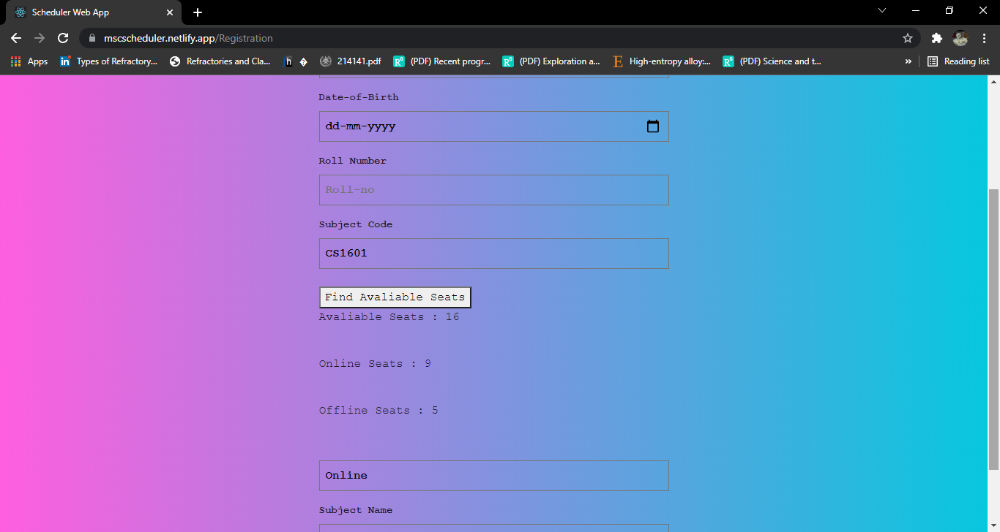 Scheduler Web App
mscscheduler.netlify.app/Registration
Apps
Types of Refractory...
Refractories and Cla...
h
214141.pdf
(PDF) Recent progr...
(PDF) Exploration a...
E
High-entropy alloy:...
(PDF) Science and t...
»
Reading list
Date-of-Birth
dd-mm-yyyy
Roll Number
Roll-no
Subject Code
CS1601
Find Avaliable Seats
Avaliable Seats : 16
Online Seats : 9
Offline Seats : 5
Online
Subject Name